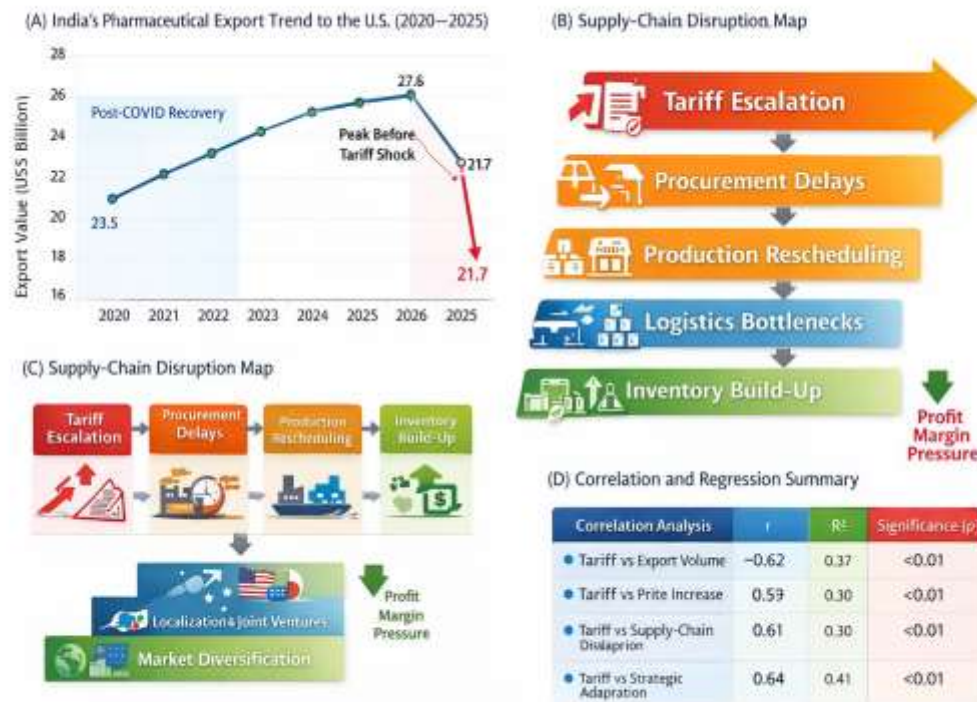 (A) India's Pharmaceutical Export Trend to the U.S. (2020—2025)
Export Value (US$ Billion)
28
26
24
22
20
18
16
Post-COVID Recovery
27.6
Peak Before
Tariff Shock
21.7
23.5
21.7
2020 2021 2022 2023 2024 2025 2026 2025
(B) Supply-Chain Disruption Map
Tariff Escalation
Procurement Delays
Production Rescheduling
Logistics Bottlenecks
Inventory Build-Up
Profit
Margin
Pressure
(C) Supply-Chain Disruption Map
Tariff
Escalation
Procurement
Delays
Production
Rescheduling
Inventory
Build-Up
$
Profit
Margin
Pressure
Localization & Joint Ventures
Market Diversification
(D) Correlation and Regression Summary
Correlation Analysis r R² Significance (p)
Tariff vs Export Volume −0.62 0.37 <0.01
Tariff vs Prite Increase 0.59 0.30 <0.01
Tariff vs Supply-Chain
Dialaprion 0.61 0.30 <0.01
Tariff vs Strategic
Adapration 0.64 0.41 <0.01